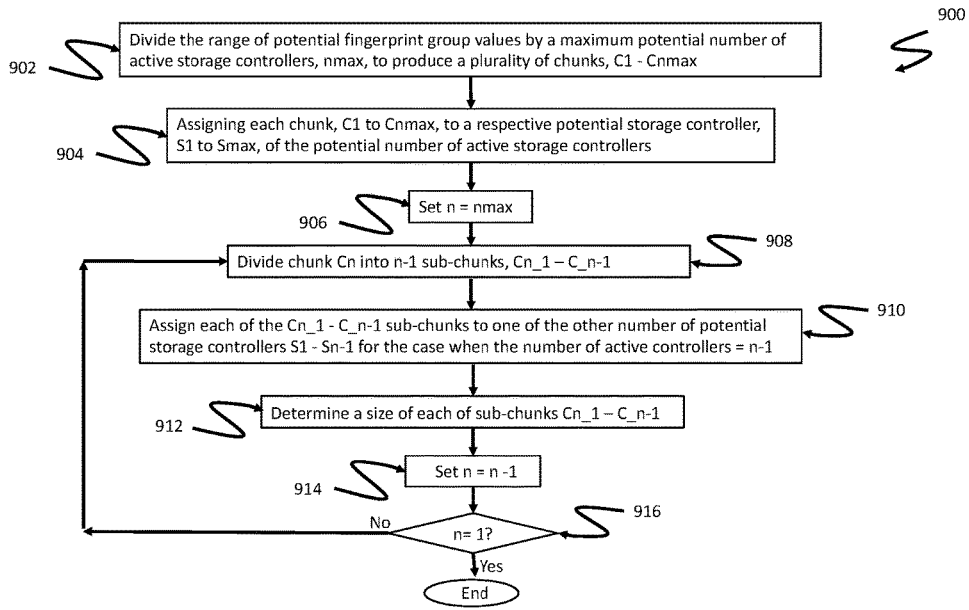 900
Divide the range of potential fingerprint group values by a maximum potential number of
active storage controllers, nmax, to produce a plurality of chunks, C1 - Cnmax
902
Assigning each chunk, C1 to Cnmax, to a respective potential storage controller,
S1 to Smax, of the potential number of active storage controllers
904
Set n = nmax
906
908
Divide chunk Cn into n-1 sub-chunks, Cn_1 – C_n-1
910
Assign each of the Cn_1 - C_n-1 sub-chunks to one of the other number of potential
storage controllers S1 - Sn-1 for the case when the number of active controllers = n-1
Determine a size of each of sub-chunks Cn_1 – C_n-1
912
Set n = n -1
914
916
No
n= 1?
Yes
End